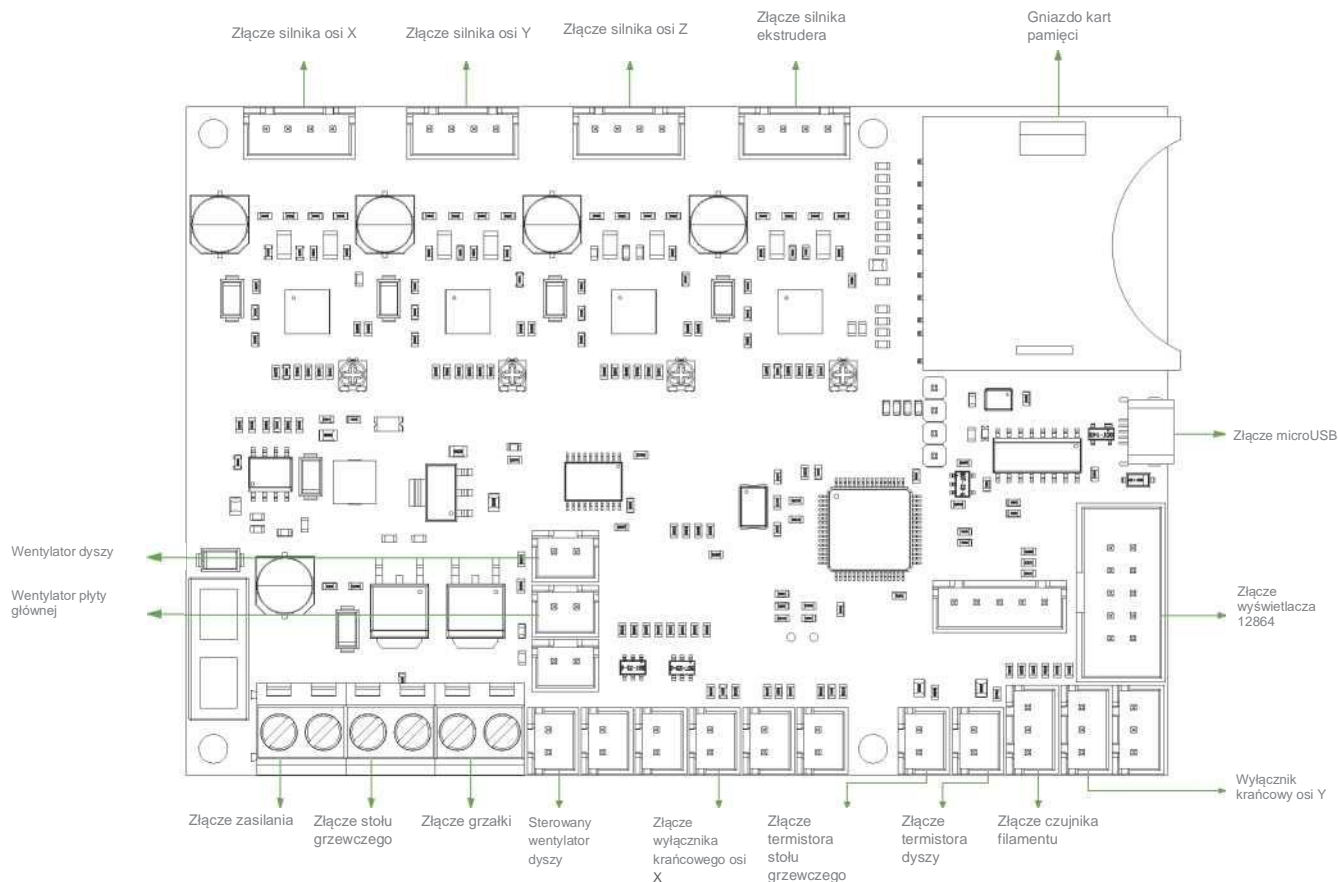 Złącze silnika osi X
Złącze silnika osi Y
Złącze silnika osi Z
Złącze silnika
ekstrudera
Gniazdo kart
pamięci
Złącze microUSB
Wentylator dyszy
Wentylator płyty
głównej
Złącze
wyświetlacza
12864
Wyłącznik
krańcowy osi Y
Złącze zasilania
Złącze stołu
grzewczego
Złącze grzałki
Sterowany
wentylator
dyszy
Złącze
wyłącznika
krańcowego osi
X
Złącze
termistora
stołu
grzewczego
Złącze
termistora
dyszy
Złącze czujnika
filamentu